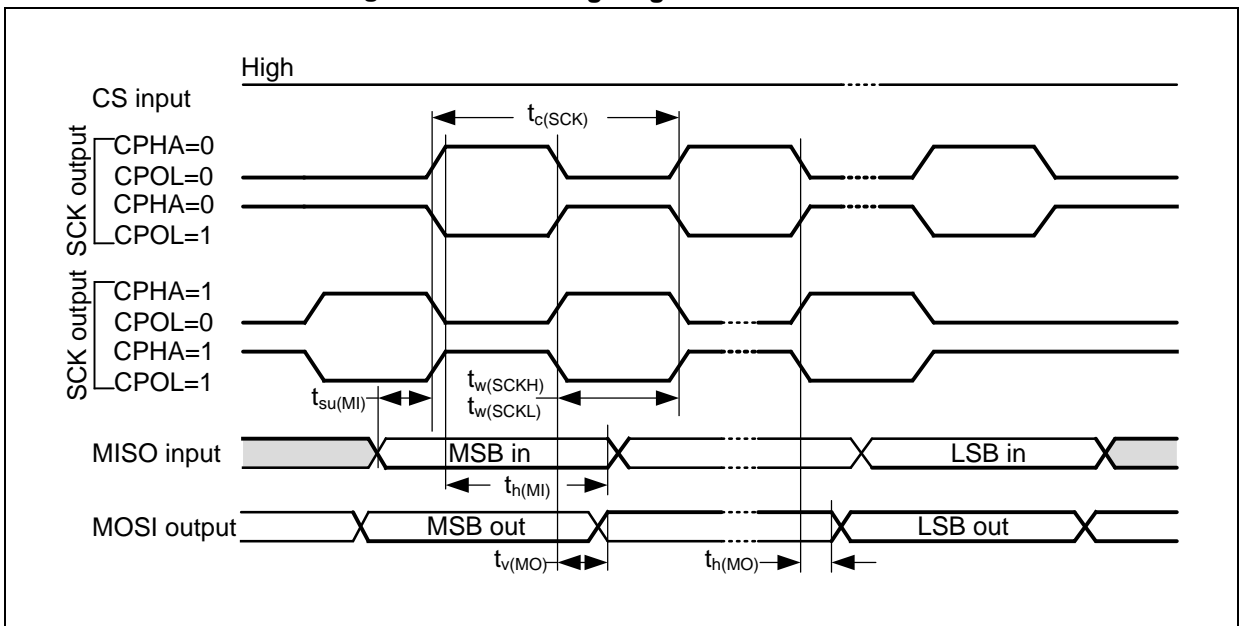 High
CS input
tc(SCK)
SCK output
CPHA=0
CPOL=0
CPHA=0
CPOL=1
SCK output
CPHA=1
CPOL=0
CPHA=1
CPOL=1
tsu(MI)
tw(SCKH)
tw(SCKL)
MISO input
MSB in
LSB in
th(MI)
MOSI output
MSB out
LSB out
tv(MO)
th(MO)